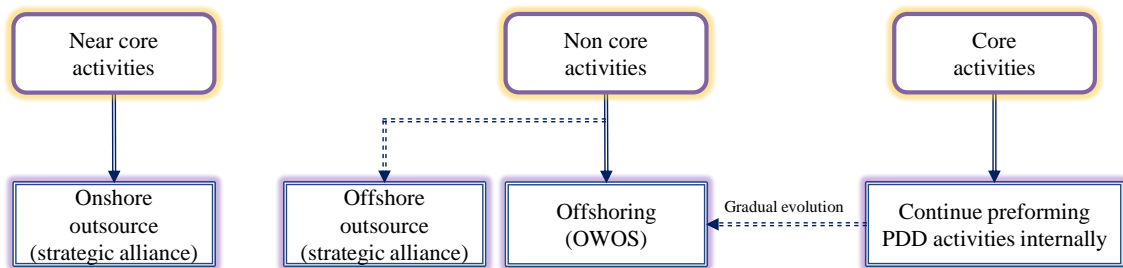 Near core
activities
Non core
activities
Core
activities
Onshore
outsource
(strategic alliance)
Offshore
outsource
(strategic alliance)
Offshoring
(OWOS)
Gradual evolution
Continue preforming
PDD activities internally